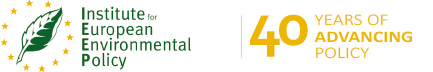 Institute for
European
Environmental
Policy
40 YEARS OF
ADVANCING
POLICY